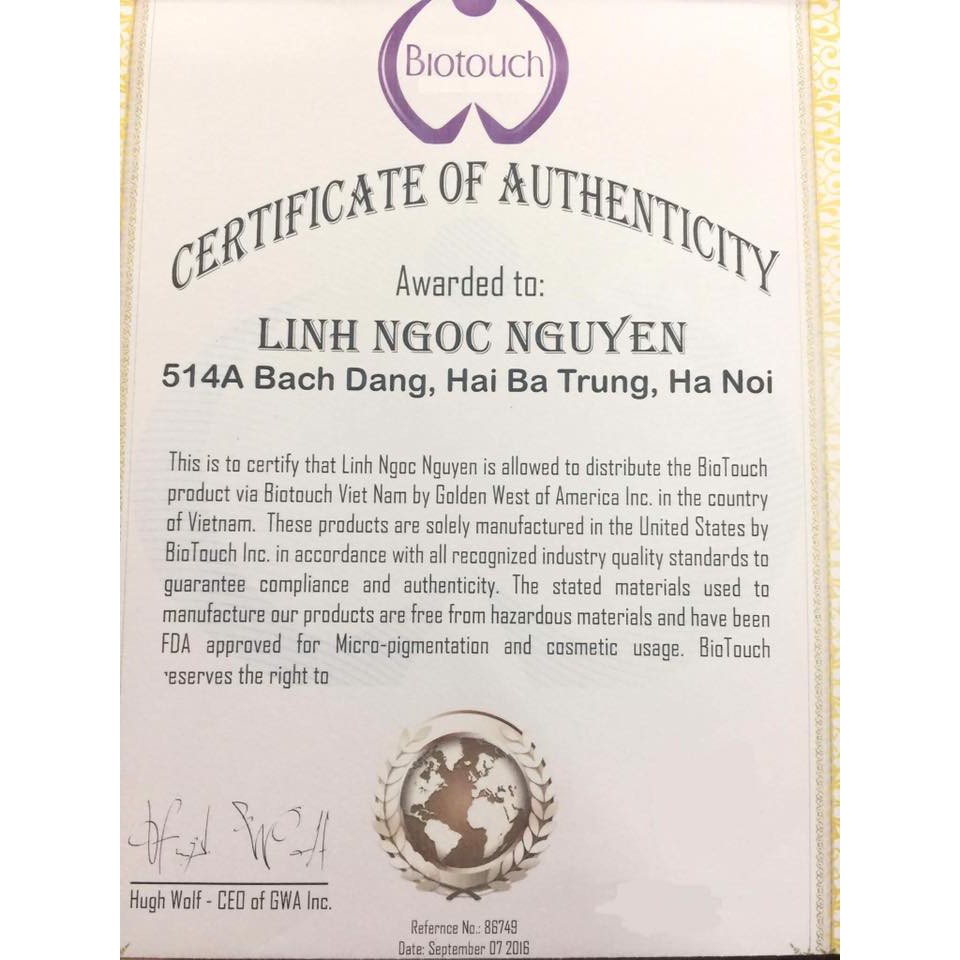 Biotouch
CERTIFICATE OF AUTHENTICITY
Awarded to:
LINH NGOC NGUYEN
514A Bach Dang, Hai Ba Trung, Ha Noi
This is to certify that Linh Ngoc Nguyen is allowed to distribute the BioTouch
product via Biotouch Viet Nam by Golden West of America Inc. in the country
of Vietnam. These products are solely manufactured in the United States by
BioTouch Inc. in accordance with all recognized industry quality standards to
guarantee compliance and authenticity. The stated materials used to
manufacture our products are free from hazardous materials and have been
FDA approved for Micro-pigmentation and cosmetic usage. BioTouch
reserves the right to
Hugh Wolf - CEO of GWA Inc.
Refernce No.: 86749
Date: September 07 2016